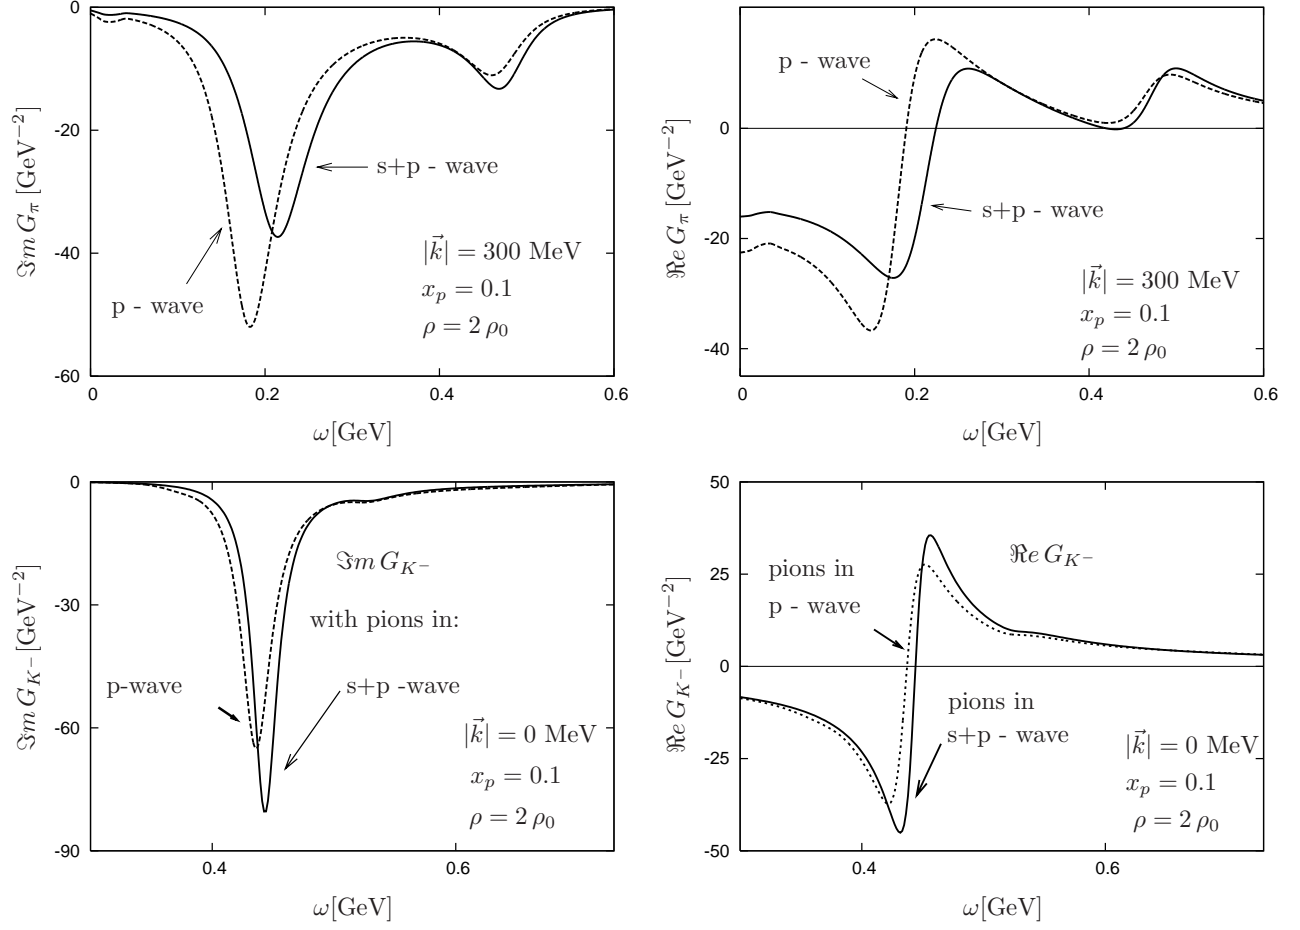 0
-20
-40
-60
0
0.2
0.4
0.6
ℑm G_π [GeV⁻²]
ω[GeV]
s+p - wave
p - wave
|k⃗| = 300 MeV
x_p = 0.1
ρ = 2 ρ₀
0
-20
-40
0
0.2
0.4
0.6
ℜe G_π [GeV⁻²]
ω[GeV]
p - wave
s+p - wave
|k⃗| = 300 MeV
x_p = 0.1
ρ = 2 ρ₀
0
-30
-60
-90
0.4
0.6
ℑm G_K⁻ [GeV⁻²]
ω[GeV]
ℑm G_K⁻
with pions in:
p-wave
s+p -wave
|k⃗| = 0 MeV
x_p = 0.1
ρ = 2 ρ₀
50
25
0
-25
-50
0.4
0.6
ℜe G_K⁻ [GeV⁻²]
ω[GeV]
ℜe G_K⁻
pions in
p - wave
pions in
s+p - wave
|k⃗| = 0 MeV
x_p = 0.1
ρ = 2 ρ₀